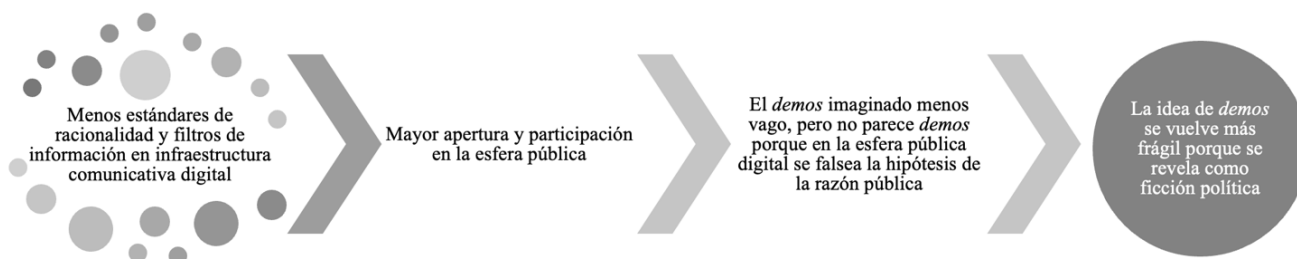 Menos estándares de
racionalidad y filtros de
información en infraestructura
comunicativa digital
Mayor apertura y participación
en la esfera pública
El demos imaginado menos
vago, pero no parece demos
porque en la esfera pública
digital se falsea la hipótesis de
la razón pública
La idea de demos
se vuelve más
frágil porque se
revela como
ficción política